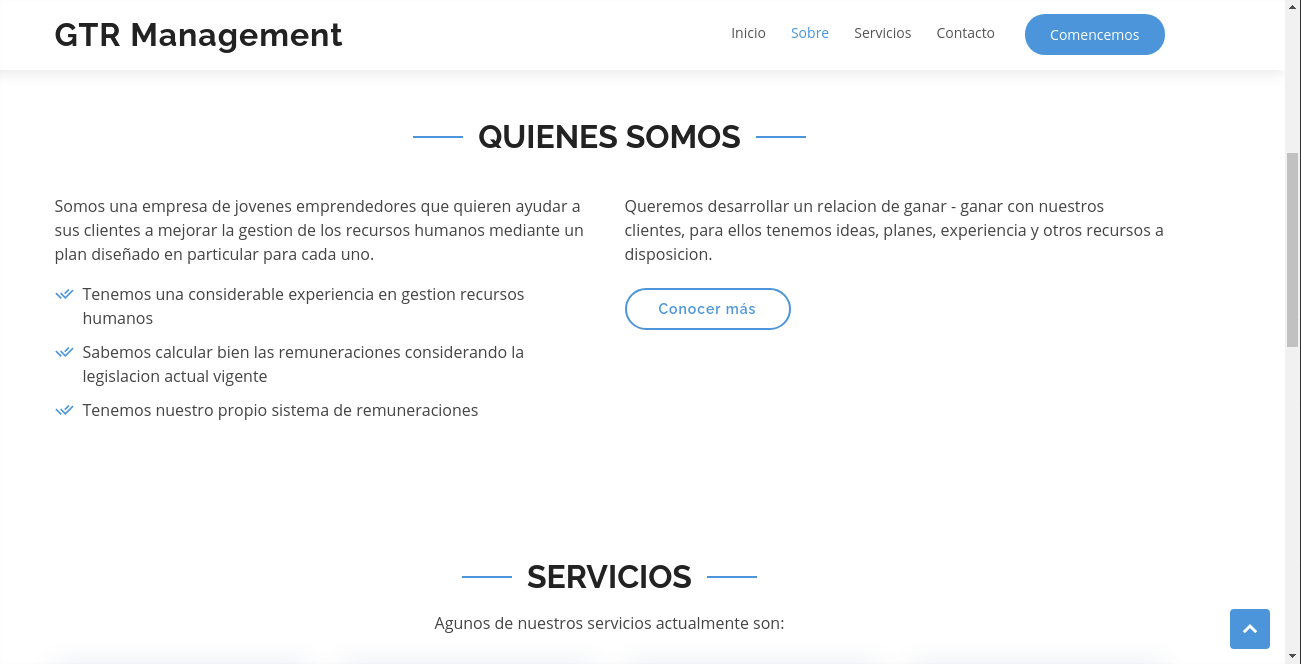 GTR Management
Inicio
Sobre
Servicios
Contacto
Comencemos
QUIENES SOMOS
Somos una empresa de jovenes emprendedores que quieren ayudar a
sus clientes a mejorar la gestion de los recursos humanos mediante un
plan diseñado en particular para cada uno.
Tenemos una considerable experiencia en gestion recursos
humanos
Sabemos calcular bien las remuneraciones considerando la
legislacion actual vigente
Tenemos nuestro propio sistema de remuneraciones
Queremos desarrollar un relacion de ganar - ganar con nuestros
clientes, para ellos tenemos ideas, planes, experiencia y otros recursos a
disposicion.
Conocer más
SERVICIOS
Agunos de nuestros servicios actualmente son: